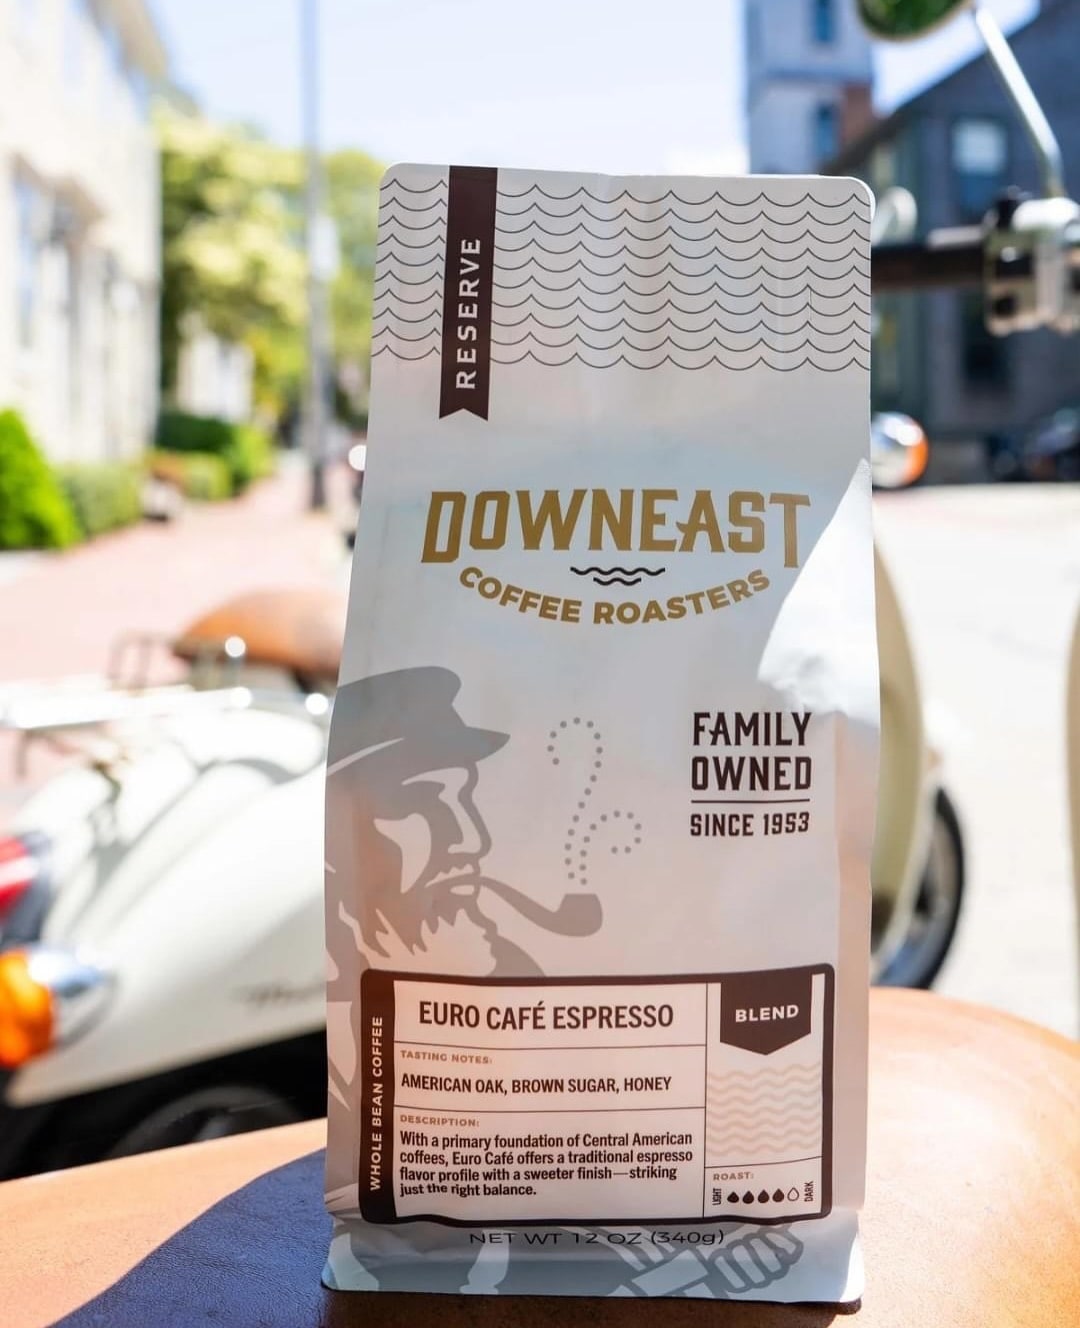 RESERVE
DOWNEAST
COFFEE ROASTERS
FAMILY
OWNED
SINCE 1953
WHOLE BEAN COFFEE
EURO CAFÉ ESPRESSO
BLEND
TASTING NOTES:
AMERICAN OAK, BROWN SUGAR, HONEY
DESCRIPTION:
With a primary foundation of Central American
coffees, Euro Café offers a traditional espresso
flavor profile with a sweeter finish—striking
just the right balance.
ROAST:
LIGHT
DARK
NET WT 12 OZ (340g)